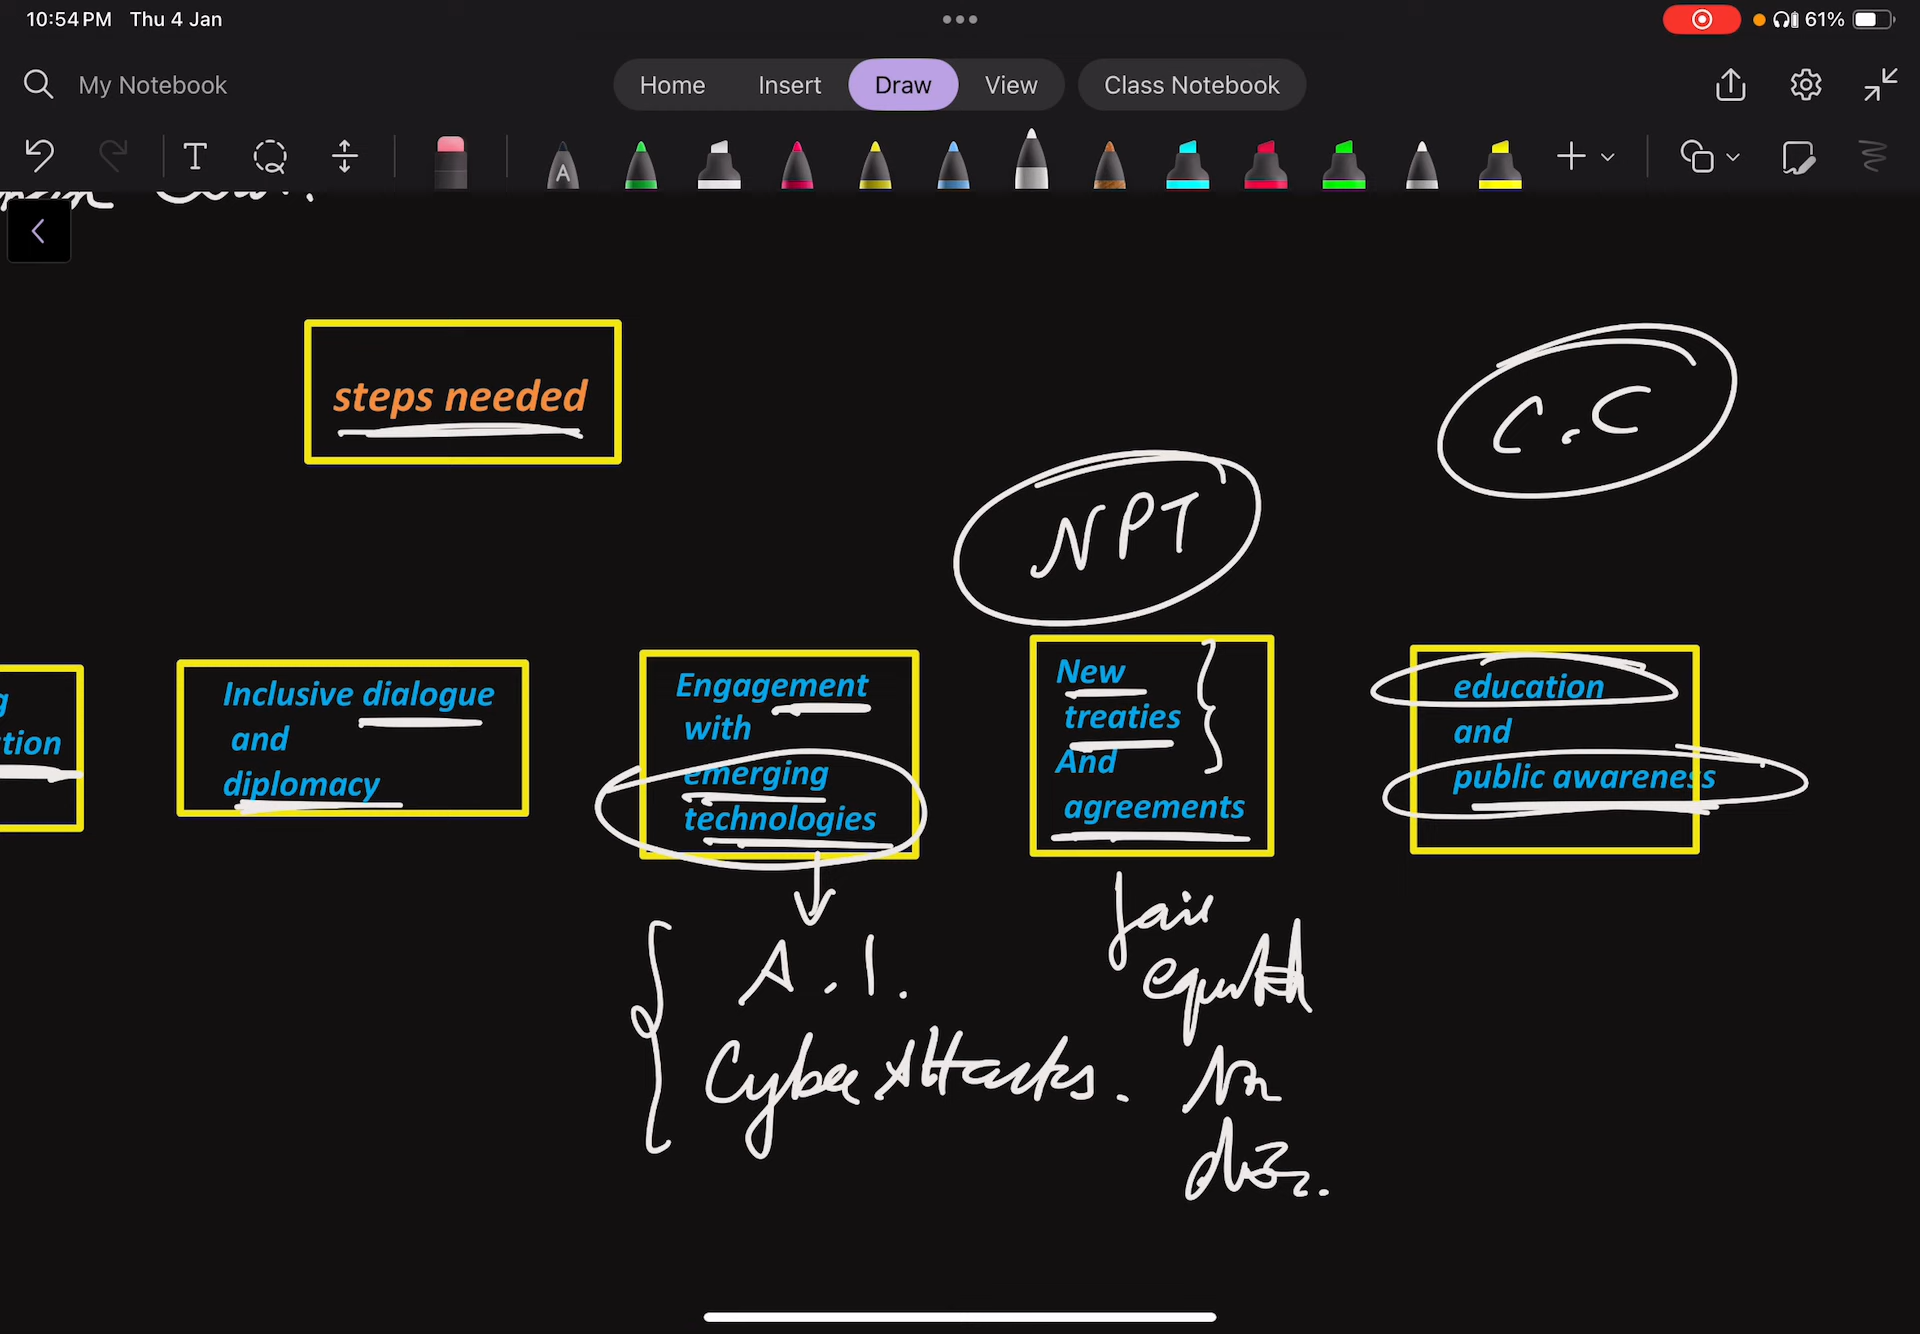 10:54 PM Thu 4 Jan
61%
My Notebook
Home Insert Draw View Class Notebook
T
A
steps needed
C.C
NPT
tion
Inclusive dialogue
and
diplomacy
Engagement
with
emerging
technologies
New
treaties
And
agreements
education
and
public awareness
A.I.
Cyber Attacks.
fair